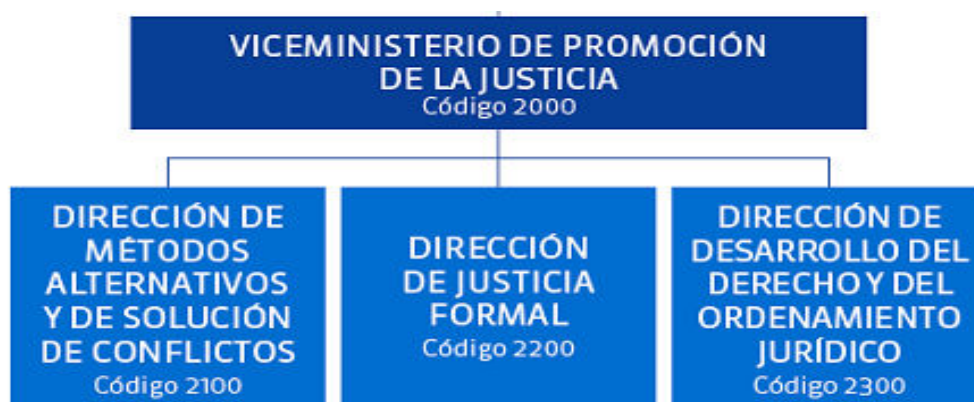 VICEMINISTERIO DE PROMOCIÓN
DE LA JUSTICIA
Código 2000
DIRECCIÓN DE
MÉTODOS
ALTERNATIVOS
Y DE SOLUCIÓN
DE CONFLICTOS
Código 2100
DIRECCIÓN
DE JUSTICIA
FORMAL
Código 2200
DIRECCIÓN DE
DESARROLLO DEL
DERECHO Y DEL
ORDENAMIENTO
JURÍDICO
Código 2300